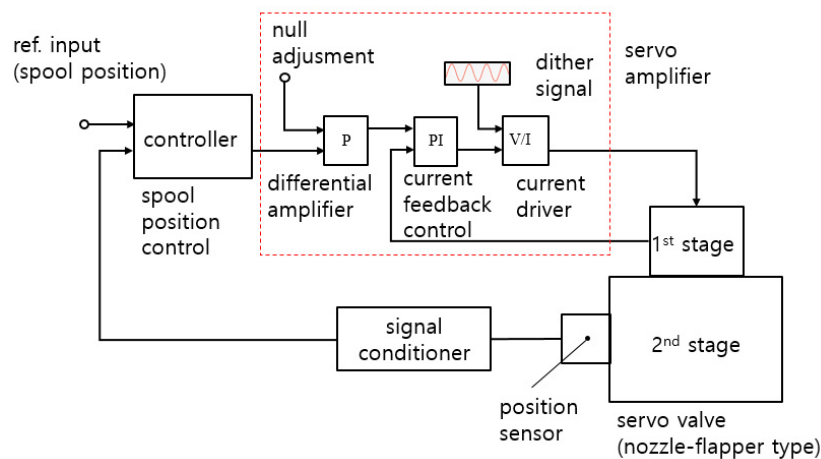 null
adjusment
ref. input
(spool position)
dither
signal
servo
amplifier
controller
P
PI
V/I
spool
position
control
differential
amplifier
current
feedback
control
current
driver
1st stage
signal
conditioner
2nd stage
position
sensor
servo valve
(nozzle-flapper type)